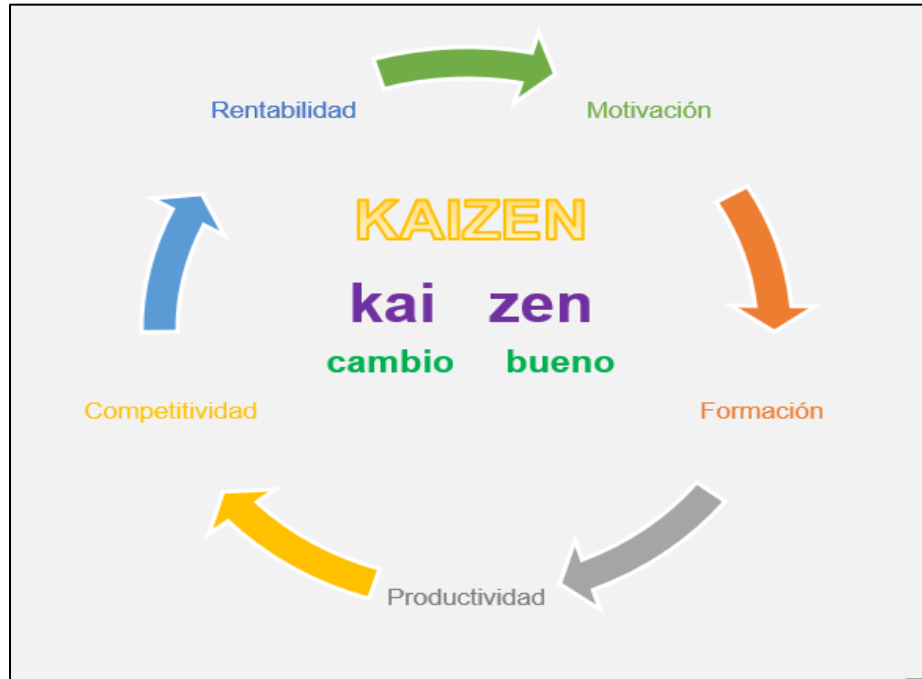 Rentabilidad
Motivación
KAIZEN
kai zen
cambio bueno
Competitividad
Formación
Productividad